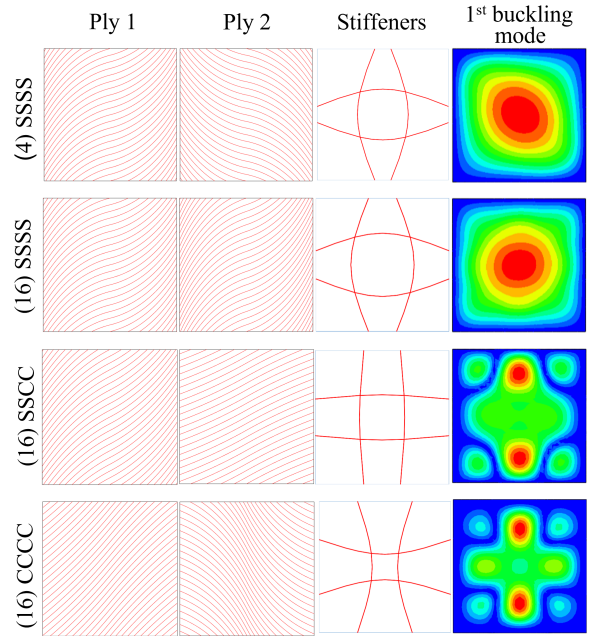 Ply 1
Ply 2
Stiffeners
1st buckling
mode
(4) SSSS
(16) SSSS
(16) SSCC
(16) CCCC